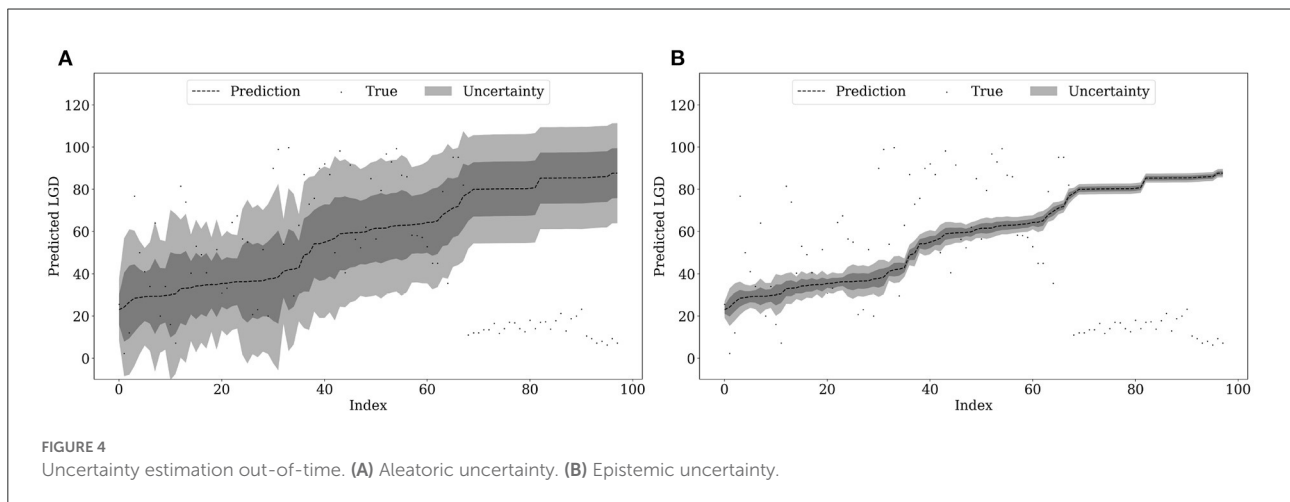 A
B
Prediction True Uncertainty
Prediction True Uncertainty
120
100
80
60
40
20
0
Predicted LGD
0 20 40 60 80 100
Index
120
100
80
60
40
20
0
Predicted LGD
0 20 40 60 80 100
Index
FIGURE 4
Uncertainty estimation out-of-time. (A) Aleatoric uncertainty. (B) Epistemic uncertainty.